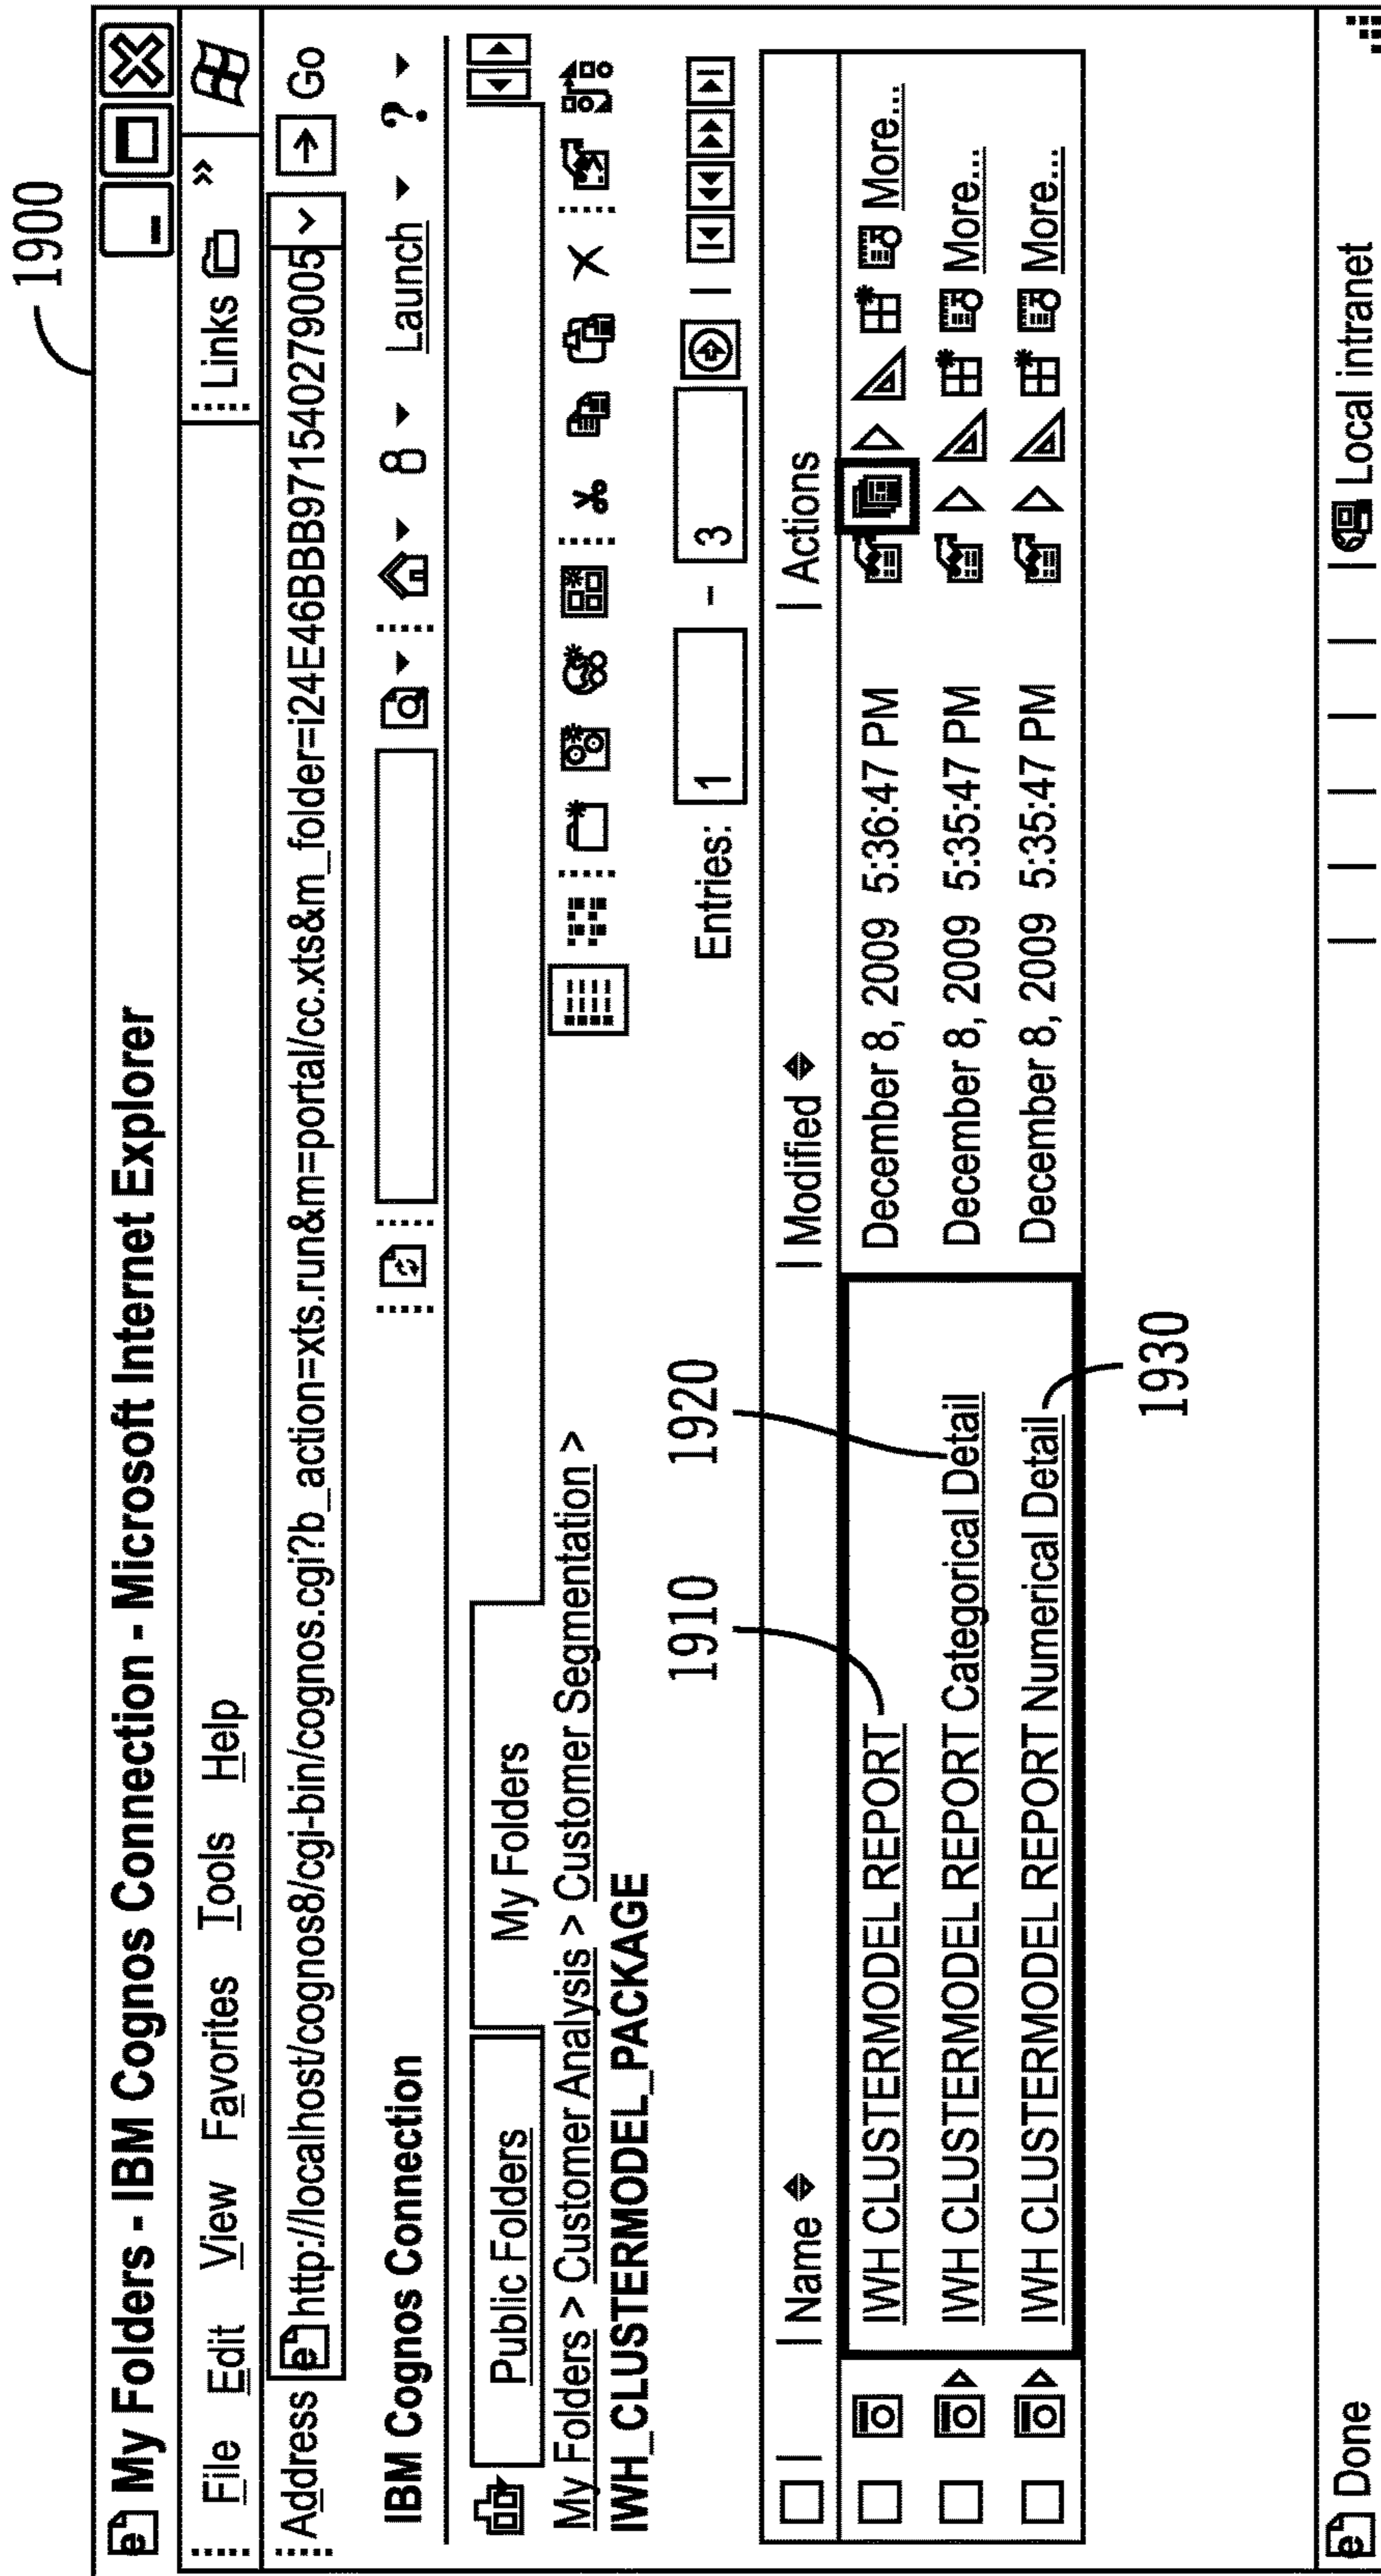 1900
My Folders - IBM Cognos Connection - Microsoft Internet Explorer
File Edit View Favorites Tools Help Links »
Address http://localhost/cognos8/cgi-bin/cognos.cgi?b_action=xts.run&m=portal/cc.xts&m_folder=i24E46BBB971540279005 Go
IBM Cognos Connection Launch ?
Public Folders My Folders
My Folders > Customer Analysis > Customer Segmentation >
IWH_CLUSTERMODEL_PACKAGE
Entries: 1 - 3
1910 1920
Name Modified Actions
IWH CLUSTERMODEL REPORT December 8, 2009 5:36:47 PM More...
IWH CLUSTERMODEL REPORT Categorical Detail December 8, 2009 5:35:47 PM More...
IWH CLUSTERMODEL REPORT Numerical Detail December 8, 2009 5:35:47 PM More...
1930
Done Local intranet